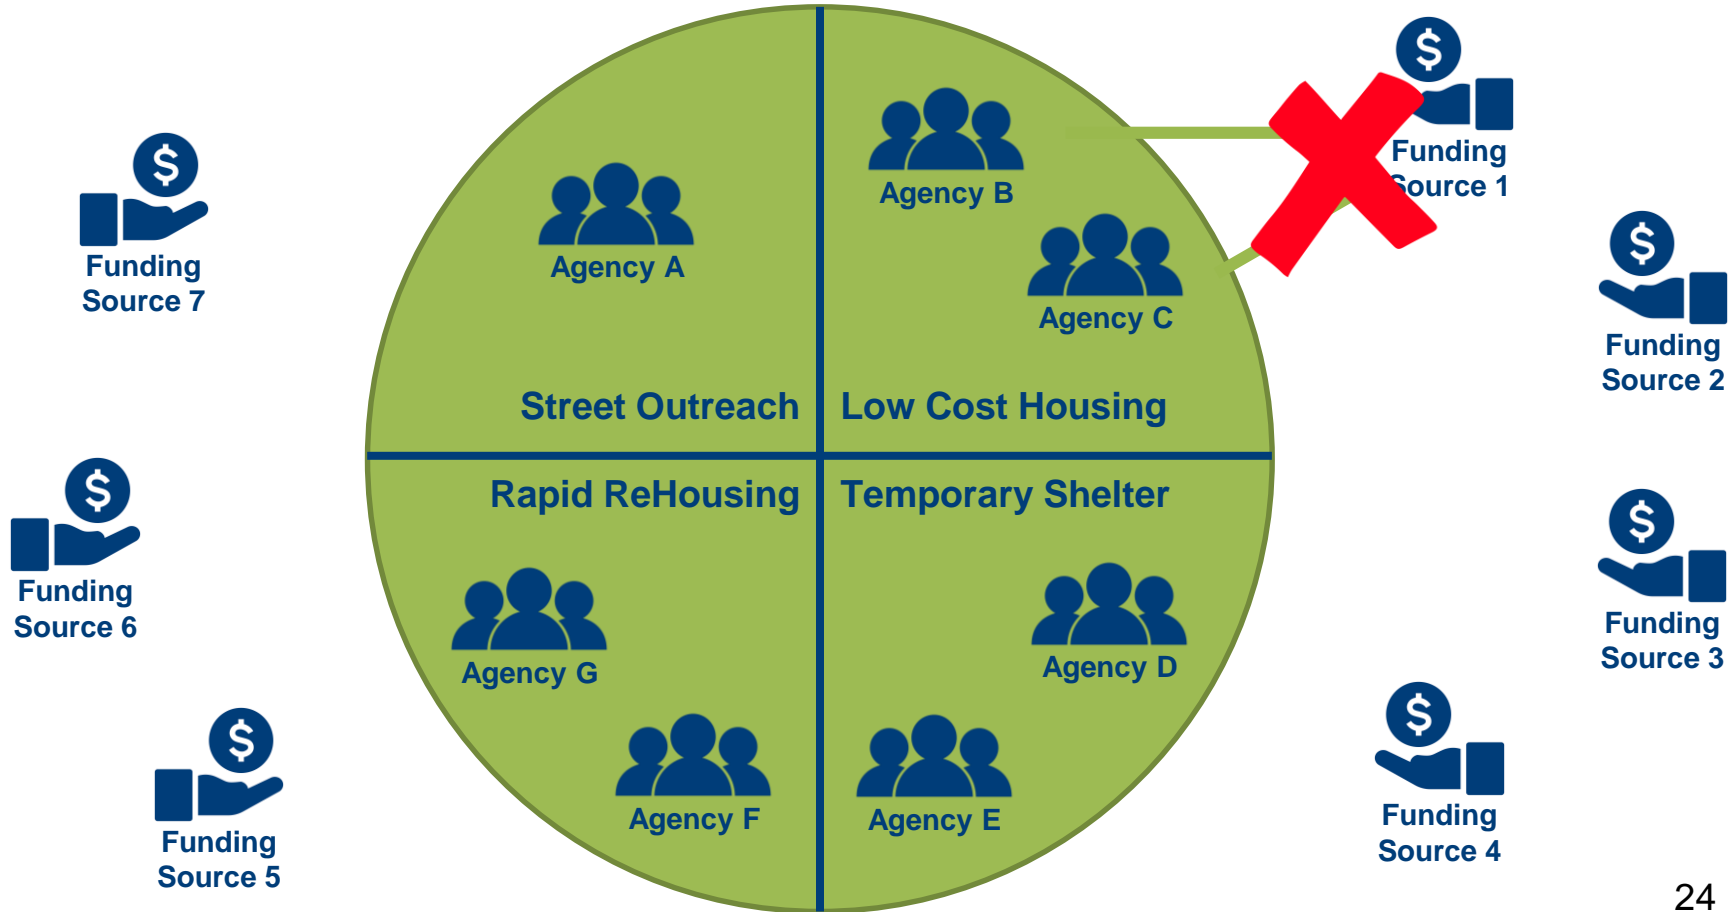 $
Funding
Source 1
Agency B
$
Funding
Source 7
Agency A
Agency C
$
Funding
Source 2
Street Outreach
Low Cost Housing
Rapid ReHousing
Temporary Shelter
$
Funding
Source 6
$
Funding
Source 3
Agency G
Agency D
Agency F
Agency E
$
Funding
Source 5
$
Funding
Source 4
24